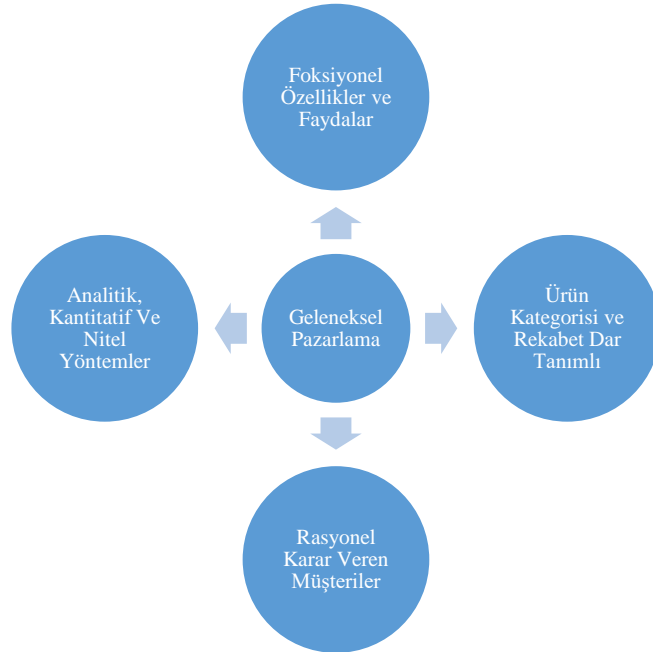 Foksiyonel
Özellikler ve
Faydalar
Analitik,
Kantitatif Ve
Nitel
Yöntemler
Geleneksel
Pazarlama
Ürün
Kategorisi ve
Rekabet Dar
Tanımlı
Rasyonel
Karar Veren
Müşteriler